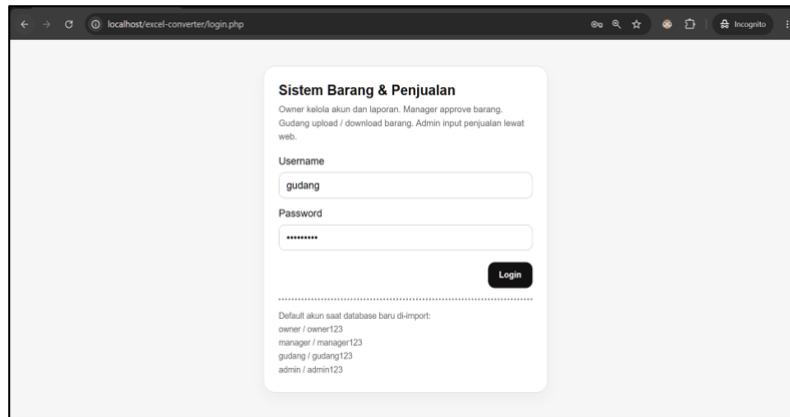 localhost/excel-converter/login.php
Incognito
Sistem Barang & Penjualan
Owner kelola akun dan laporan. Manager approve barang.
Gudang upload / download barang. Admin input penjualan lewat
web.
Username
gudang
Password
•••••••••
Login
Default akun saat database baru di-import:
owner / owner123
manager / manager123
gudang / gudang123
admin / admin123